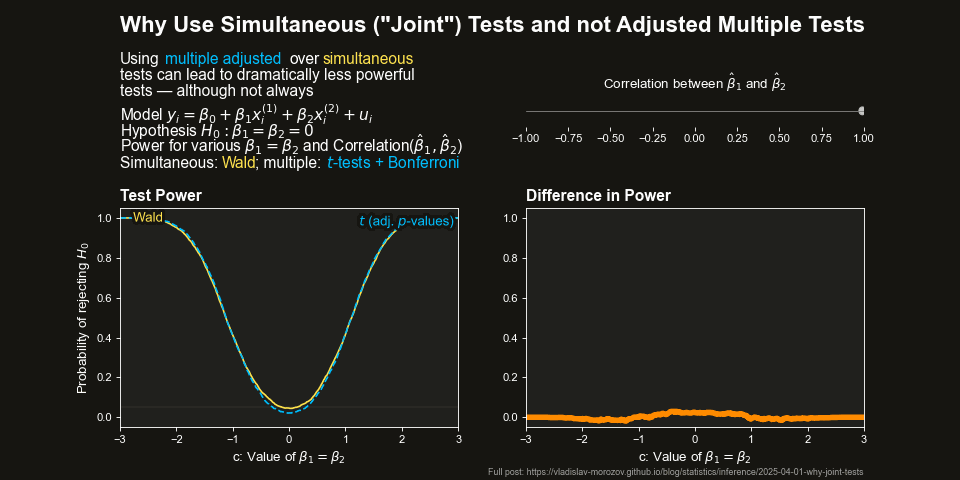 Why Use Simultaneous ("Joint") Tests and not Adjusted Multiple Tests
Using multiple adjusted over simultaneous
tests can lead to dramatically less powerful
tests — although not always
Model $y_i = \beta_0 + \beta_1 x_i^{(1)} + \beta_2 x_i^{(2)} + u_i$
Hypothesis $H_0 : \beta_1 = \beta_2 = 0$
Power for various $\beta_1 = \beta_2$ and Correlation($\hat{\beta}_1, \hat{\beta}_2$)
Simultaneous: Wald; multiple: t-tests + Bonferroni
Correlation between $\hat{\beta}_1$ and $\hat{\beta}_2$
−1.00 −0.75 −0.50 −0.25 0.00 0.25 0.50 0.75 1.00
Test Power
Wald
t (adj. p-values)
Probability of rejecting $H_0$
1.0
0.8
0.6
0.4
0.2
0.0
−3 −2 −1 0 1 2 3
c: Value of $\beta_1 = \beta_2$
Difference in Power
1.0
0.8
0.6
0.4
0.2
0.0
−3 −2 −1 0 1 2 3
c: Value of $\beta_1 = \beta_2$
Full post: https://vladislav-morozov.github.io/blog/statistics/inference/2025-04-01-why-joint-tests